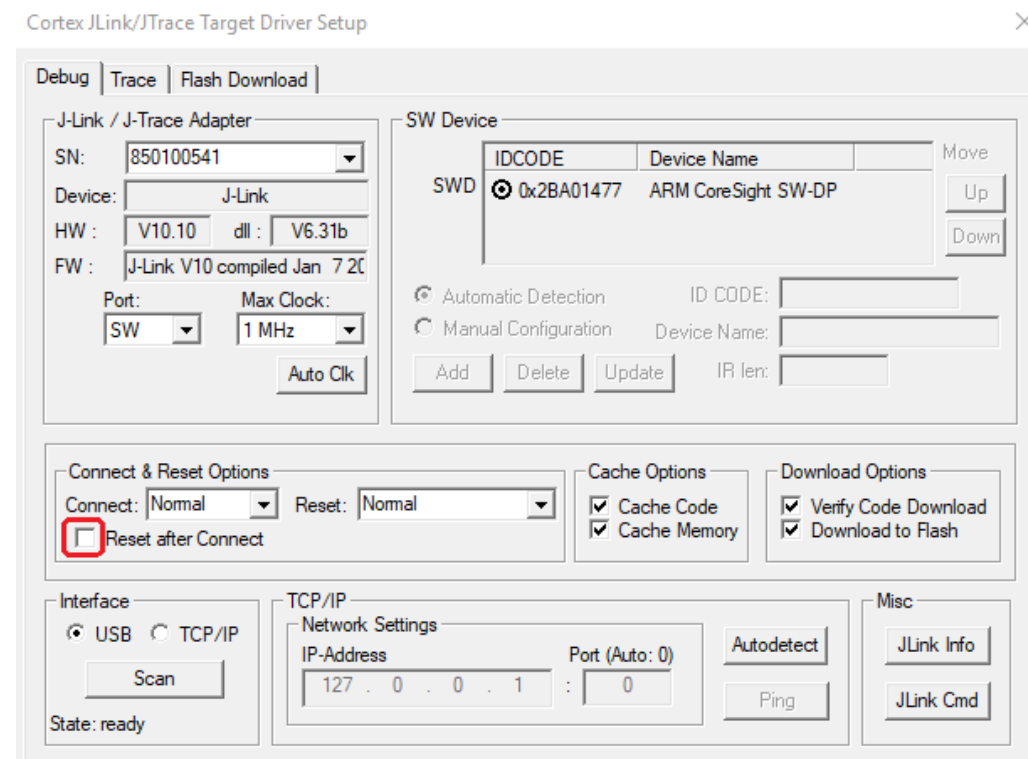 Cortex JLink/JTrace Target Driver Setup
Debug Trace Flash Download
J-Link / J-Trace Adapter
SN: 850100541
Device: J-Link
HW : V10.10 dll : V6.31b
FW : J-Link V10 compiled Jan 7 20
Port: Max Clock:
SW 1 MHz
Auto Clk
SW Device
IDCODE Device Name Move
SWD 0x2BA01477 ARM CoreSight SW-DP Up
Down
Automatic Detection ID CODE:
Manual Configuration Device Name:
Add Delete Update IR len:
Connect & Reset Options
Connect: Normal Reset: Normal
Reset after Connect
Cache Options
Cache Code
Cache Memory
Download Options
Verify Code Download
Download to Flash
Interface
USB TCP/IP
Scan
State: ready
TCP/IP
Network Settings
IP-Address Port (Auto: 0)
127 . 0 . 0 . 1 : 0
Autodetect
Ping
Misc
JLink Info
JLink Cmd